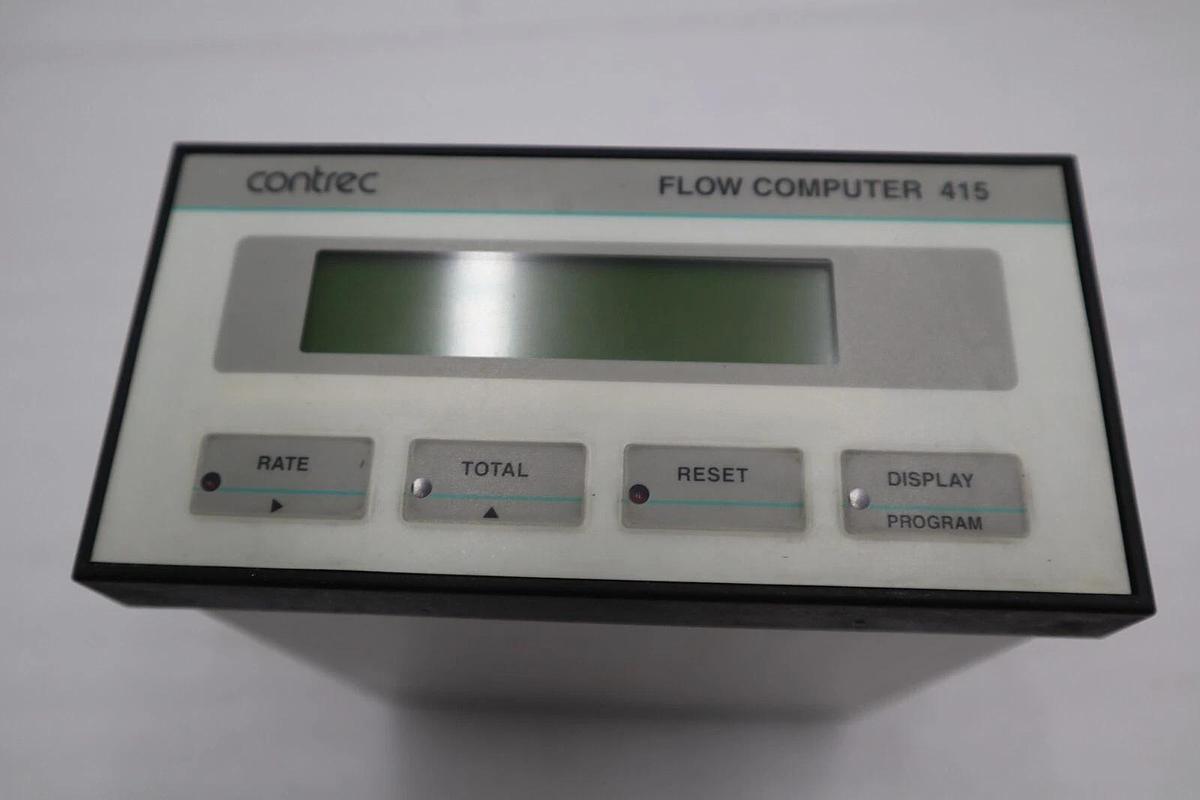 contrec
FLOW COMPUTER 415
RATE
TOTAL
RESET
DISPLAY
PROGRAM